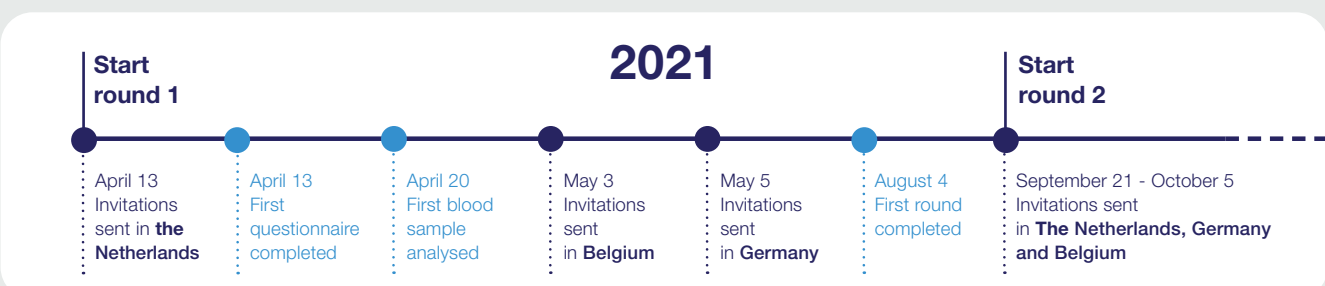 2021
Start
round 1
Start
round 2
April 13
Invitations
sent in the
Netherlands
April 13
First
questionnaire
completed
April 20
First blood
sample
analysed
May 3
Invitations
sent
in Belgium
May 5
Invitations
sent
in Germany
August 4
First round
completed
September 21 - October 5
Invitations sent
in The Netherlands, Germany
and Belgium